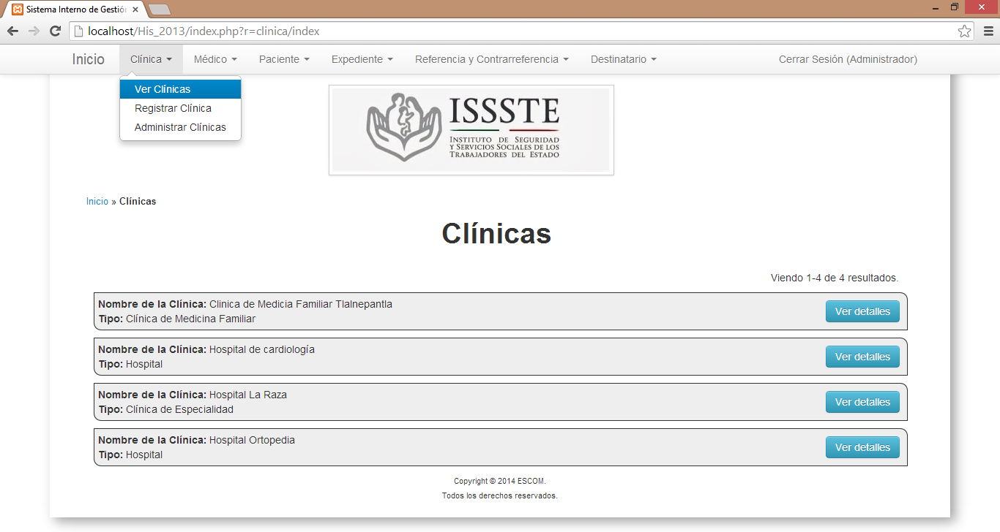 Sistema Interno de Gestió
localhost/His_2013/index.php?r=clinica/index
Inicio Clínica Médico Paciente Expediente Referencia y Contrarreferencia Destinatario Cerrar Sesión (Administrador)
Ver Clínicas
Registrar Clínica
Administrar Clínicas
ISSSTE
INSTITUTO DE SEGURIDAD
Y SERVICIOS SOCIALES DE LOS
TRABAJADORES DEL ESTADO
Inicio » Clínicas
Clínicas
Viendo 1-4 de 4 resultados.
Nombre de la Clínica: Clinica de Medicia Familiar Tlalnepantla
Tipo: Clínica de Medicina Familiar
Ver detalles
Nombre de la Clínica: Hospital de cardiología
Tipo: Hospital
Ver detalles
Nombre de la Clínica: Hospital La Raza
Tipo: Clínica de Especialidad
Ver detalles
Nombre de la Clínica: Hospital Ortopedia
Tipo: Hospital
Ver detalles
Copyright © 2014 ESCOM.
Todos los derechos reservados.